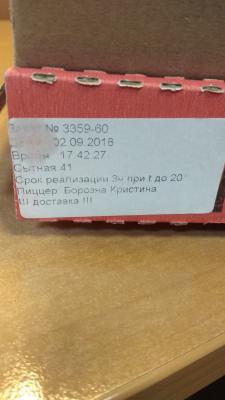 № 3359-60
02.09.2018
Время 17:42:27
Сытная 41
Срок реализации 3ч при t до 20°
Пиццер: Борозна Кристина
!!! доставка !!!